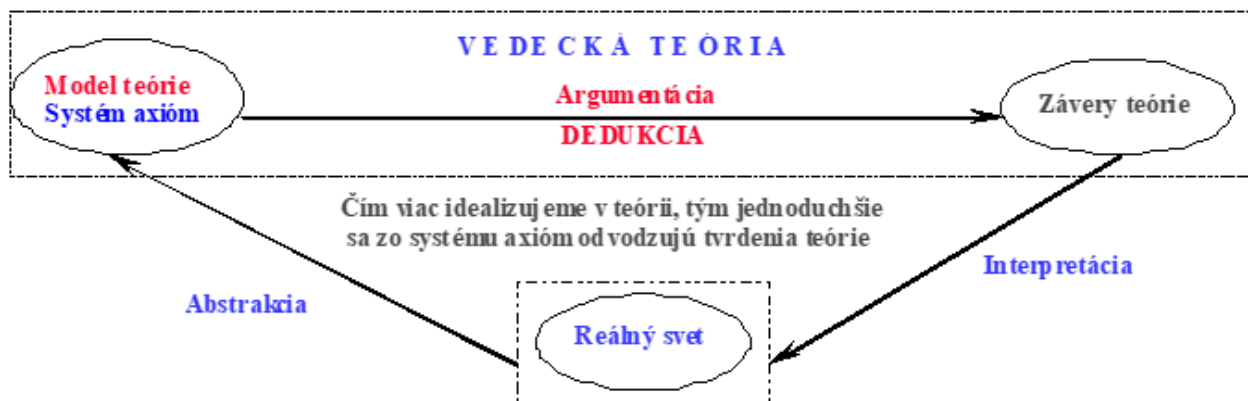 VEDECKÁ TEÓRIA
Model teórie
Systém axióm
Argumentácia
DEDUKCIA
Závery teórie
Čím viac idealizujeme v teórii, tým jednoduchšie
sa zo systému axióm odvodzujú tvrdenia teórie
Interpretácia
Abstrakcia
Reálný svet